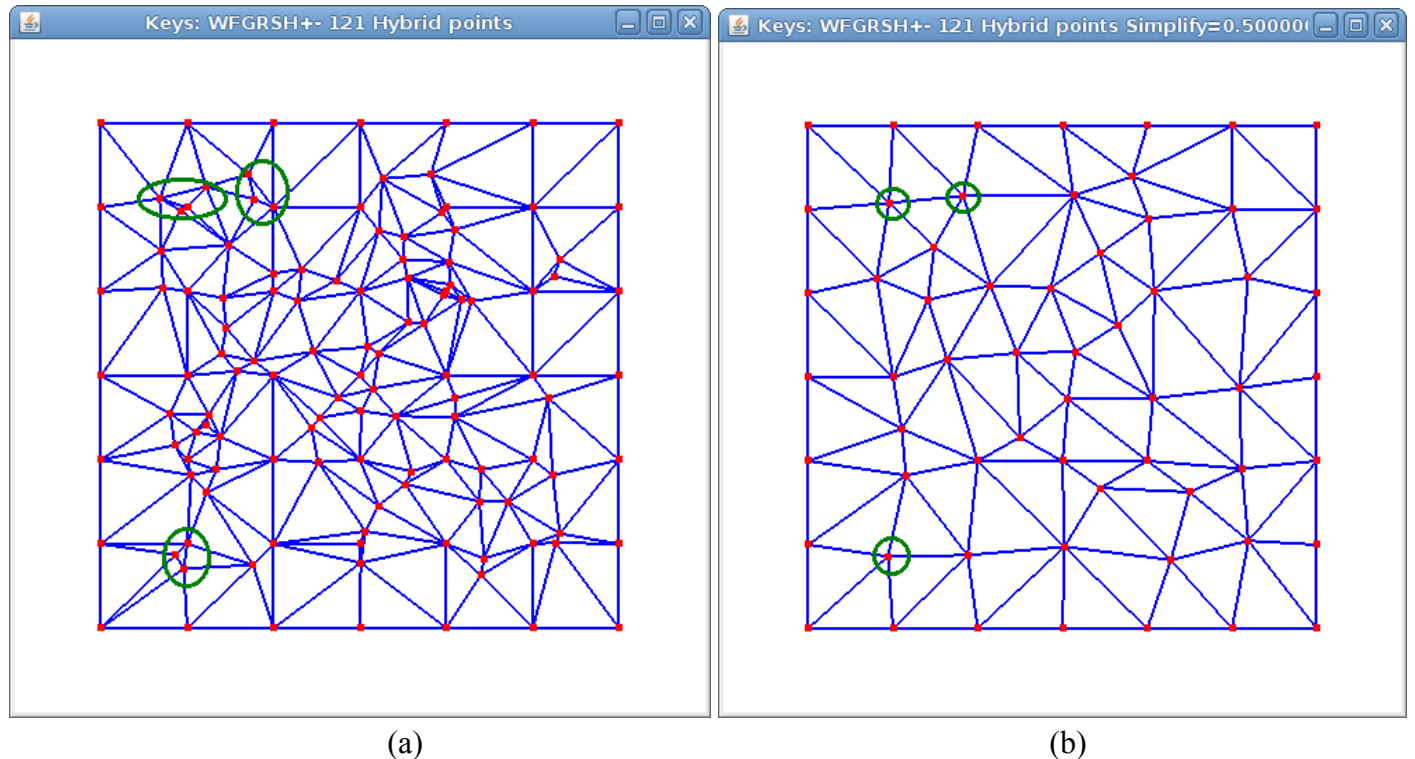 Keys: WFGRSH+- 121 Hybrid points
Keys: WFGRSH+- 121 Hybrid points Simplify=0.50000
(a)
(b)